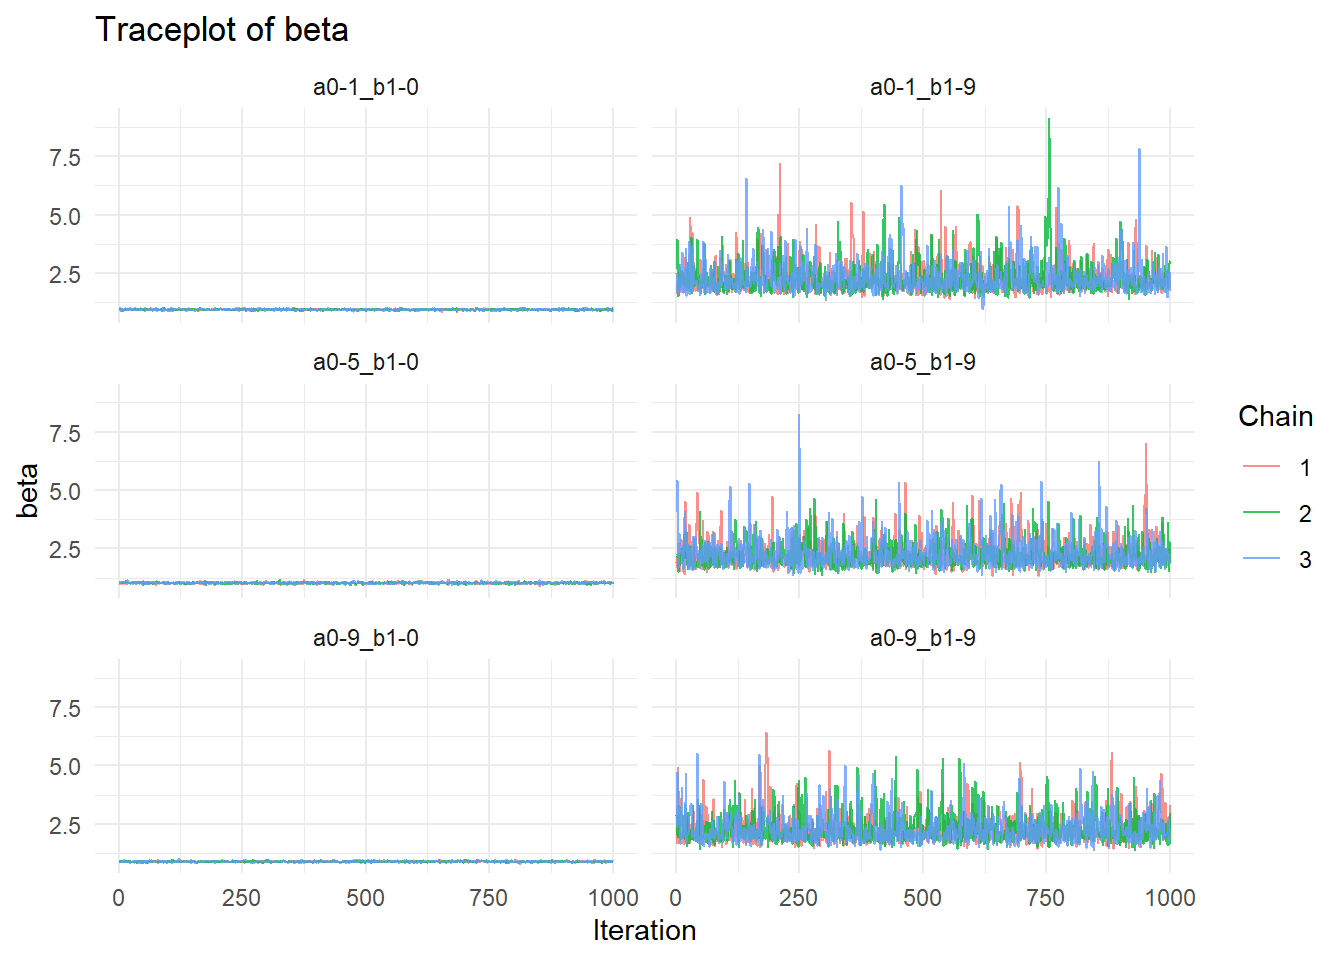 Traceplot of beta
a0-1_b1-0
a0-1_b1-9
7.5
5.0
2.5
a0-5_b1-0
a0-5_b1-9
7.5
5.0
2.5
beta
a0-9_b1-0
a0-9_b1-9
7.5
5.0
2.5
0 250 500 750 1000
0 250 500 750 1000
Iteration
Chain
1
2
3